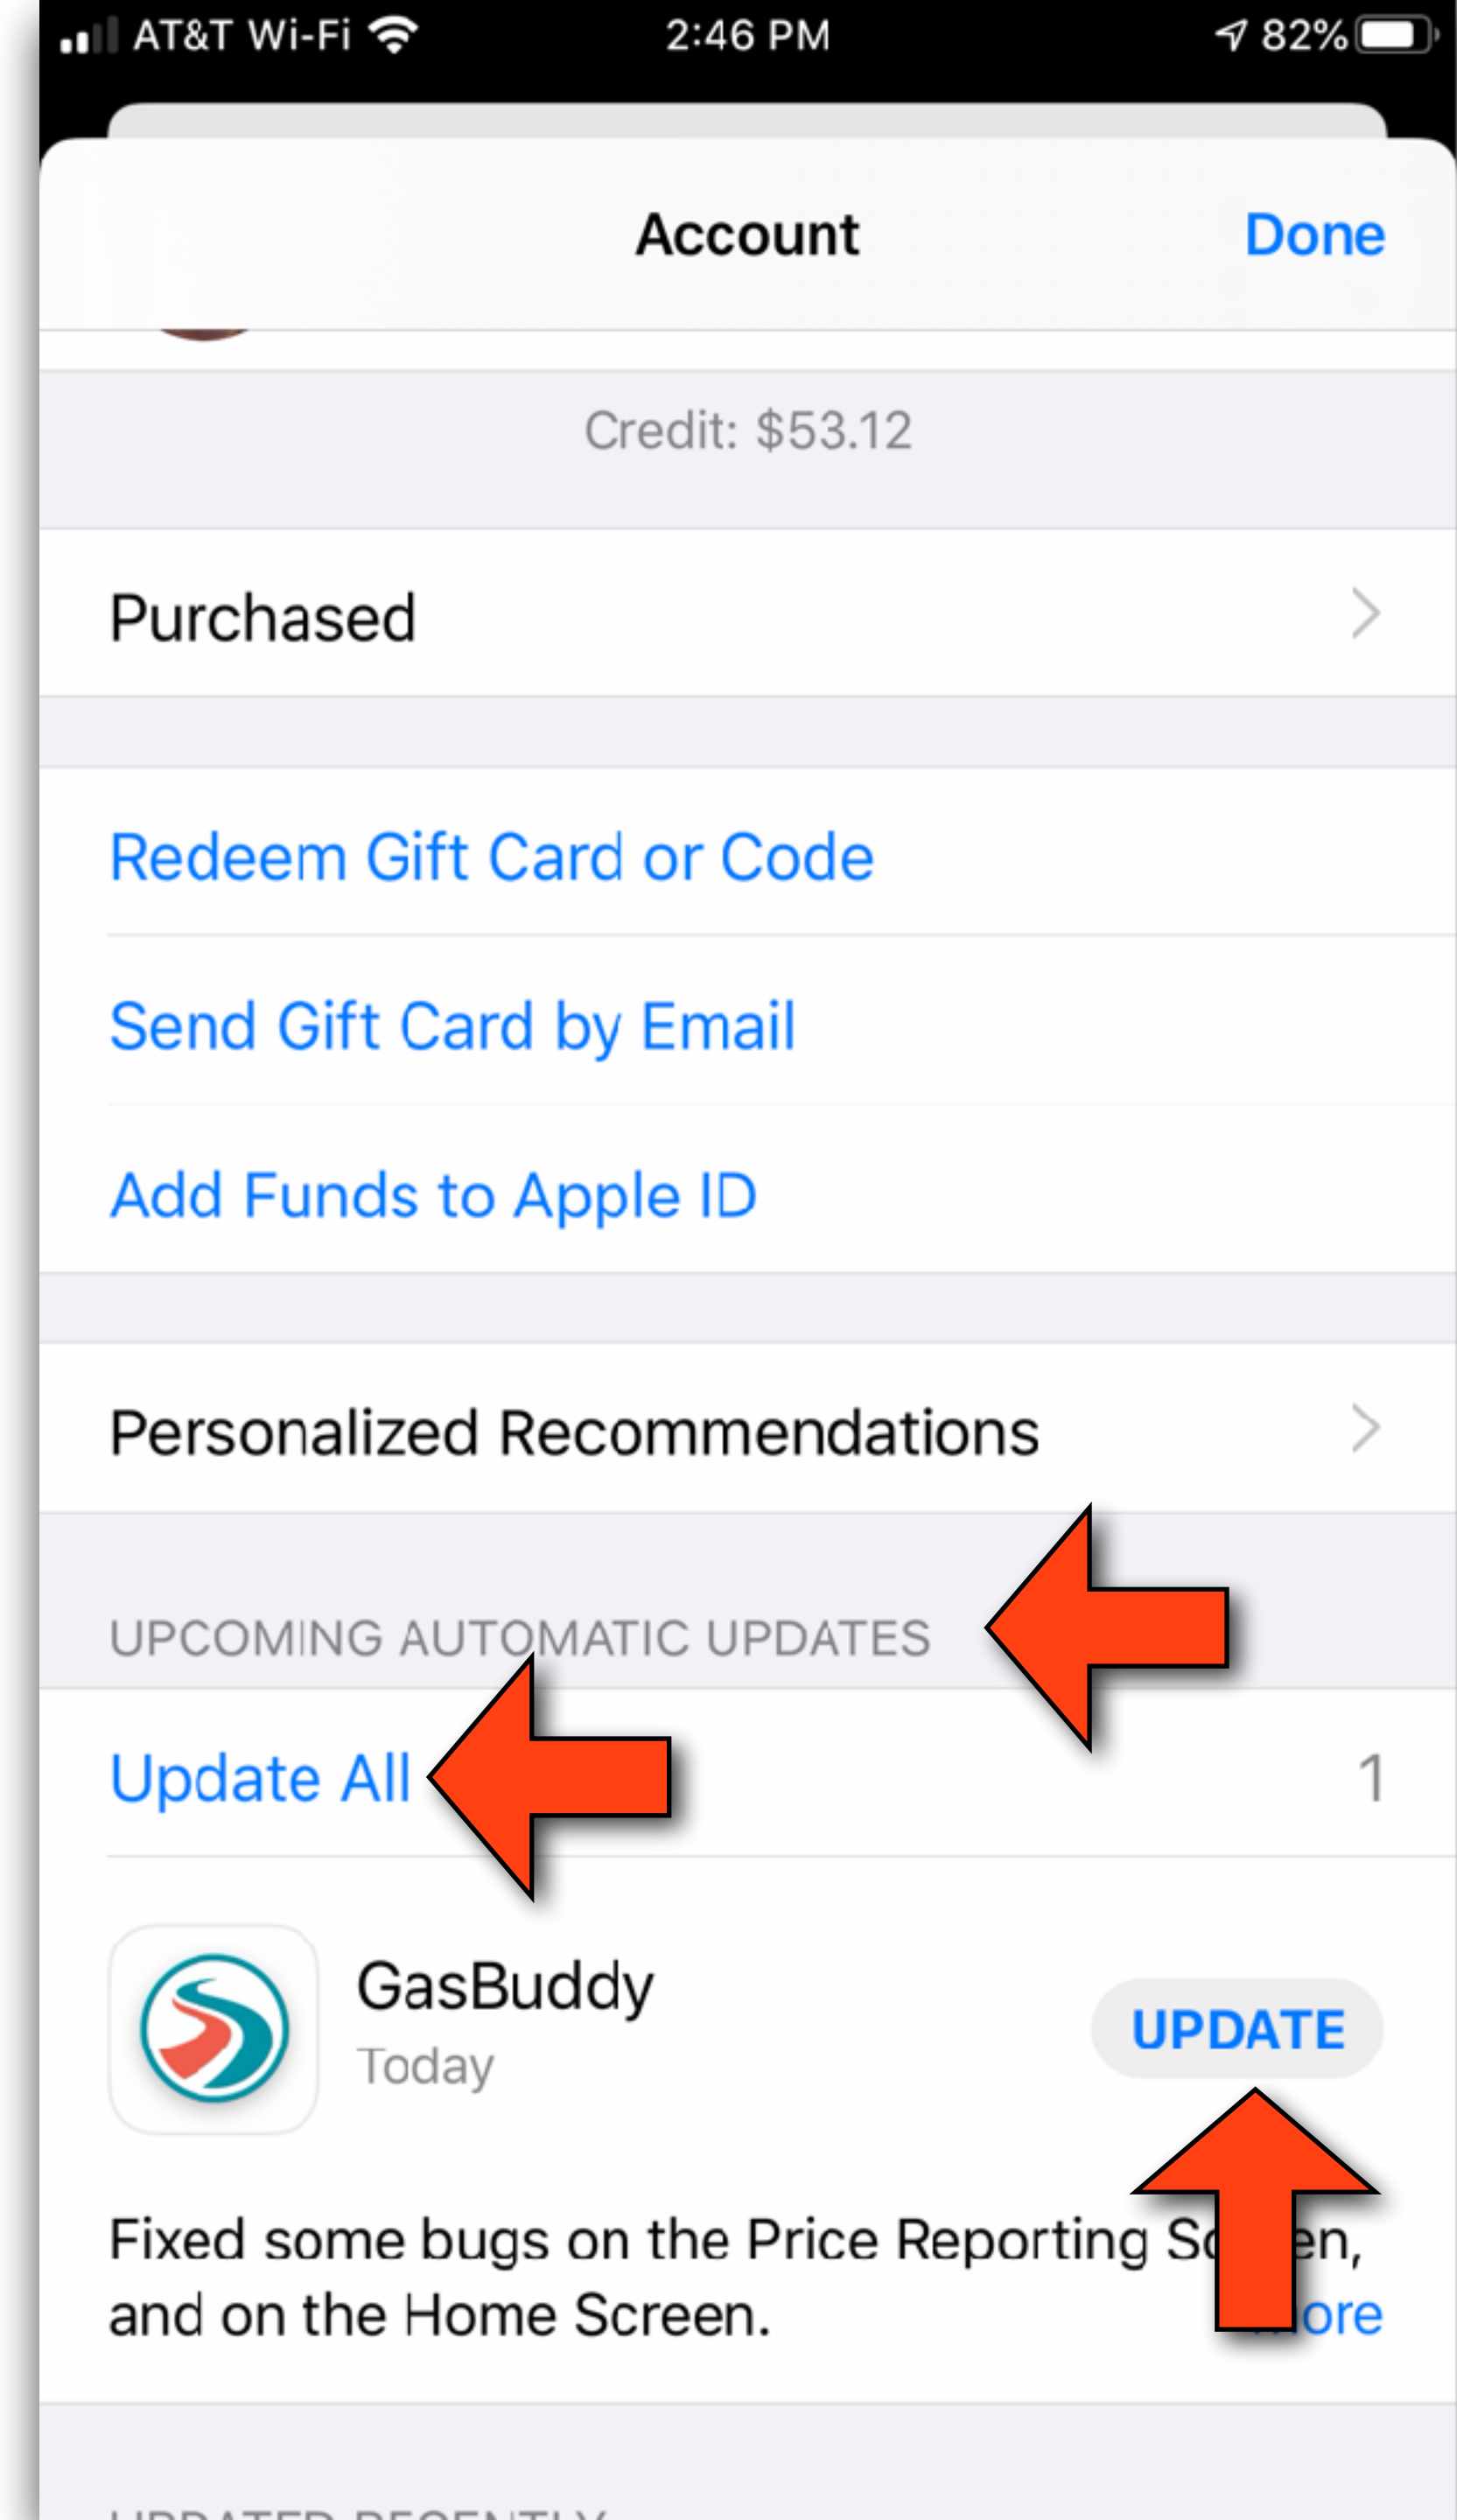 AT&T Wi-Fi 2:46 PM 82%
Account Done
Credit: $53.12
Purchased
Redeem Gift Card or Code
Send Gift Card by Email
Add Funds to Apple ID
Personalized Recommendations
UPCOMING AUTOMATIC UPDATES
Update All 1
GasBuddy
Today
UPDATE
Fixed some bugs on the Price Reporting
and on the Home Screen.
UPDATED RECENTLY